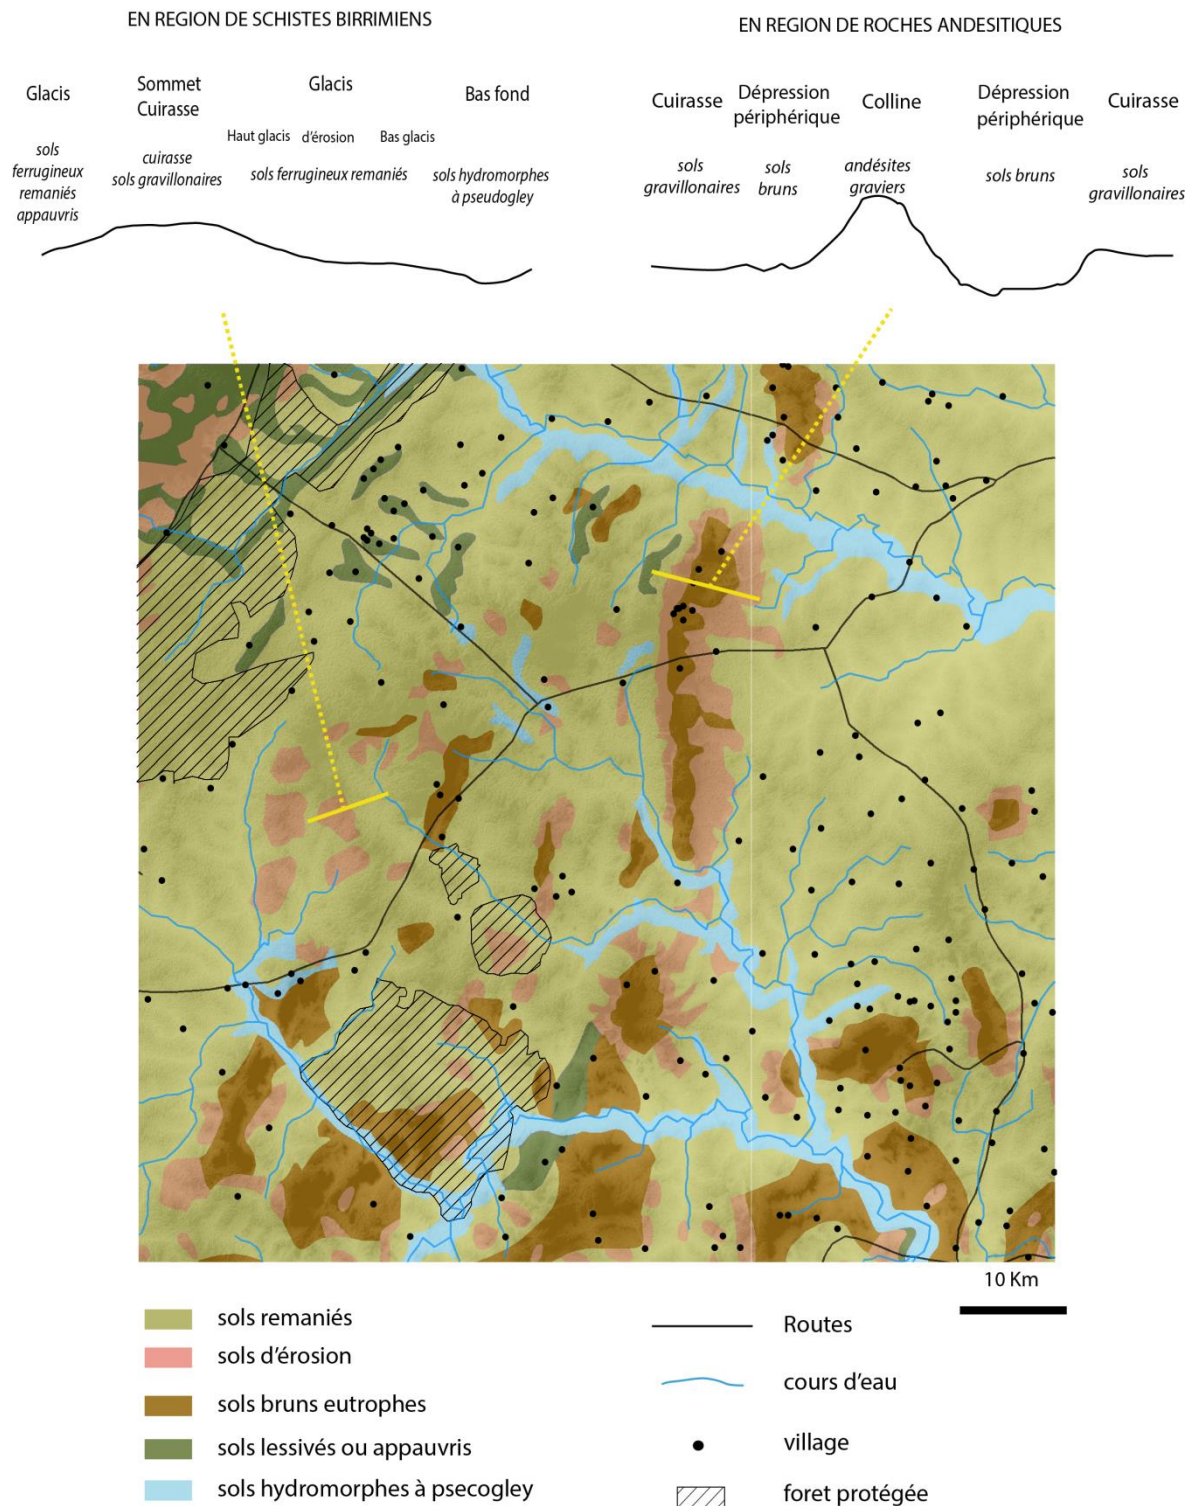 EN REGION DE SCHISTES BIRRIMIENS
Glacis
Sommet
Cuirasse
Glacis
Bas fond
Haut glacis
d'érosion
Bas glacis
sols
ferrugineux
remaniés
appauvris
cuirasse
sols gravillonaires
sols ferrugineux remaniés
sols hydromorphes
à pseudogley
EN REGION DE ROCHES ANDESITIQUES
Cuirasse
Dépression
périphérique
Colline
Dépression
périphérique
Cuirasse
sols
gravillonaires
sols
bruns
andésites
graviers
sols bruns
sols
gravillonaires
10 Km
sols remaniés
sols d'érosion
sols bruns eutrophes
sols lessivés ou appauvris
sols hydromorphes à psecogley
Routes
cours d'eau
village
foret protégée